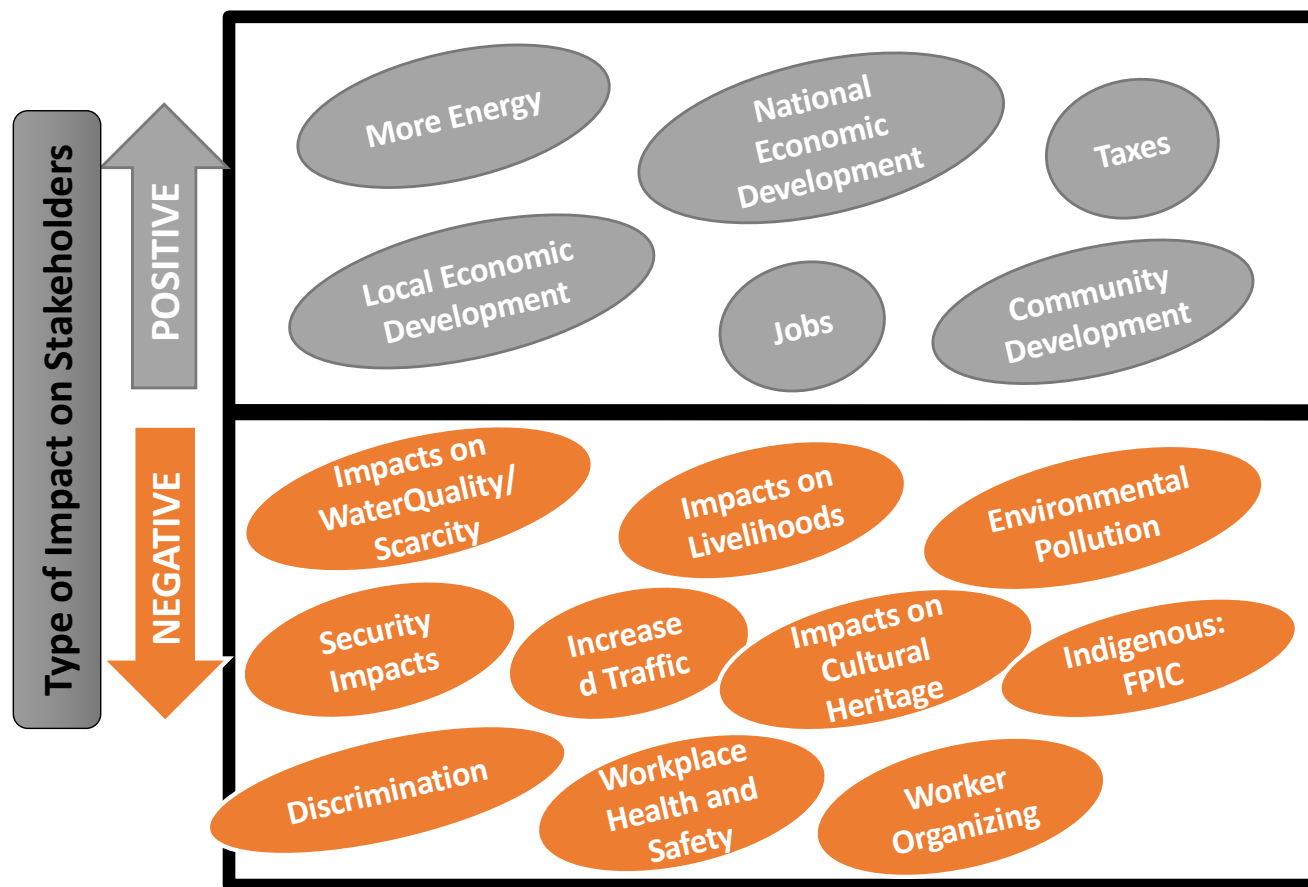 Type of Impact on Stakeholders
POSITIVE
More Energy
National
Economic
Development
Taxes
Local Economic
Development
Jobs
Community
Development
NEGATIVE
Impacts on
WaterQuality/
Scarcity
Impacts on
Livelihoods
Environmental
Pollution
Security
Impacts
Increase
d Traffic
Impacts on
Cultural
Heritage
Indigenous:
FPIC
Discrimination
Workplace
Health and
Safety
Worker
Organizing